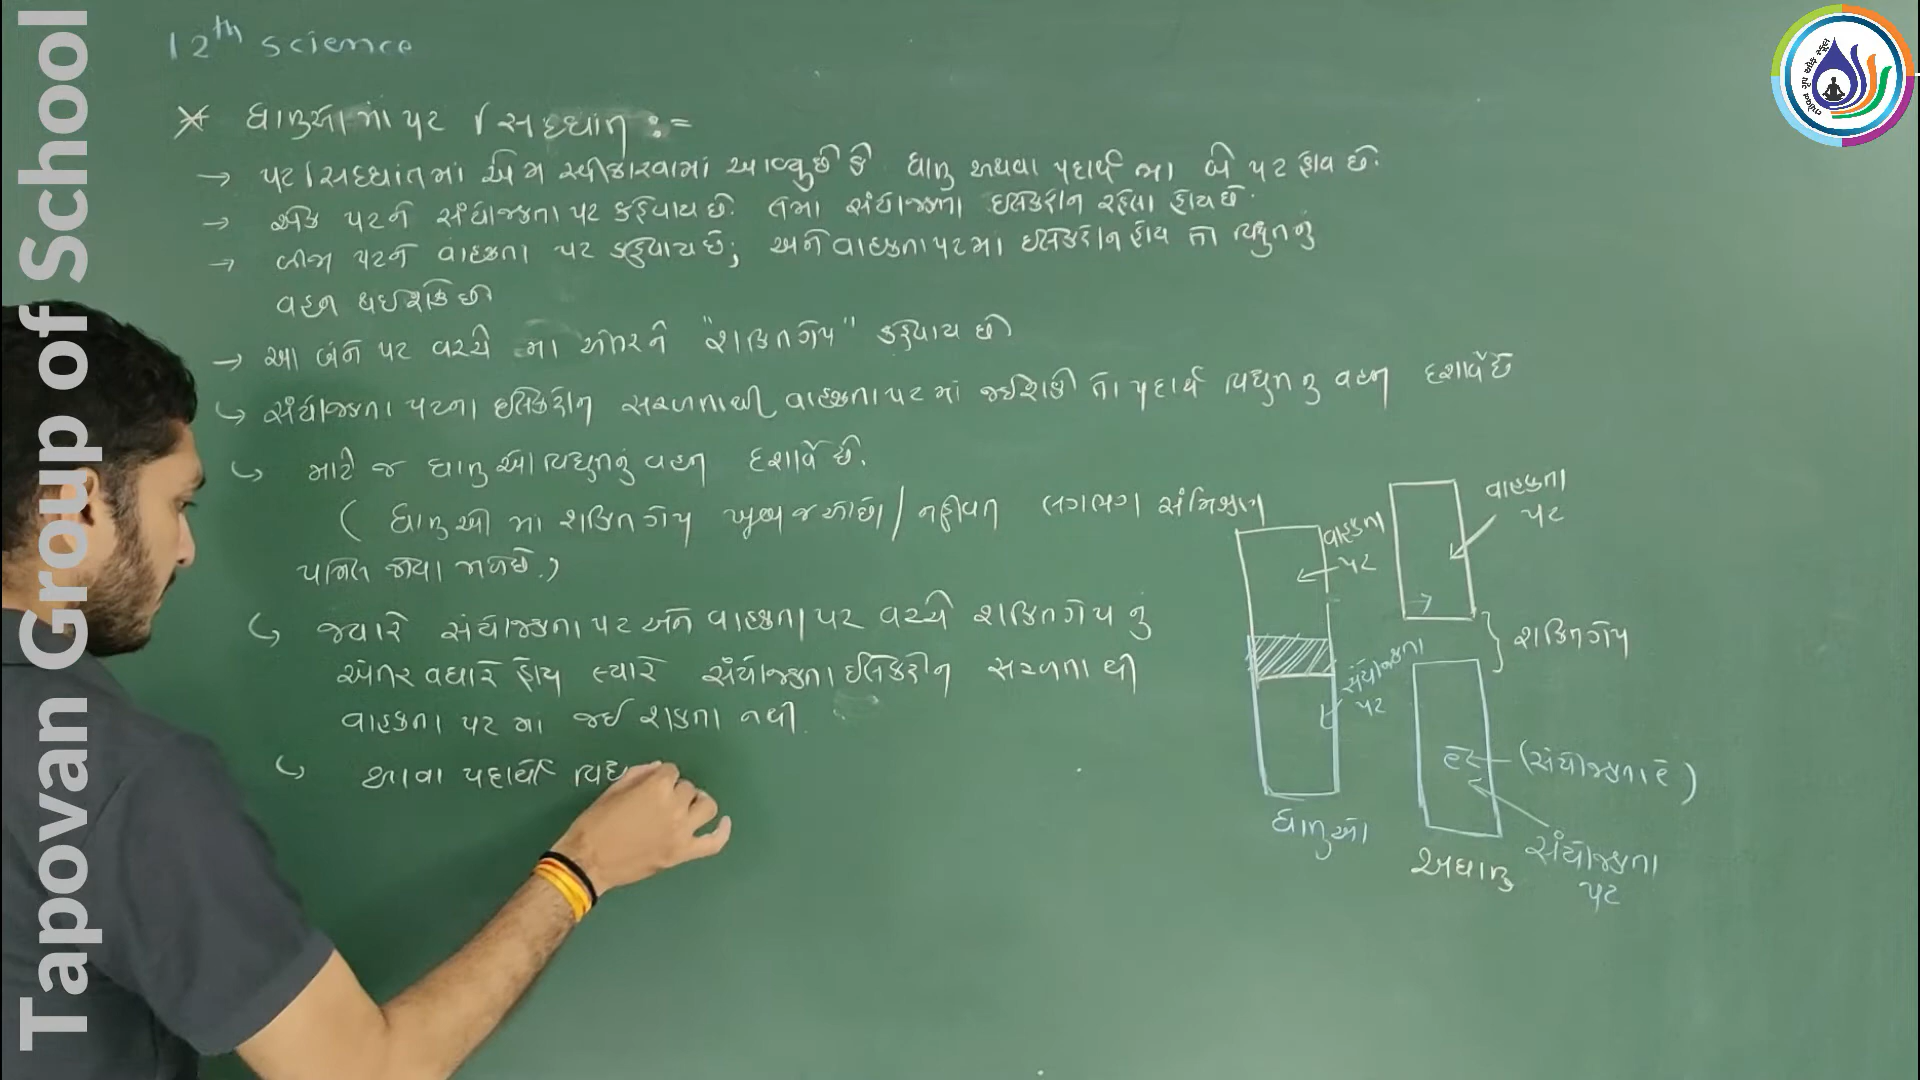 Tapovan Group of School
12th science
* ધાતુઓમાં પટ સિદ્ધાંત :=
→ પટ સિદ્ધાંતમાં એમ સ્વીકારવામાં આવ્યુ છે કે ધાતુ અથવા પદાર્થમાં બે પટ હોય છે.
→ એક પટને સંયોજકતા પટ કહેવાય છે. તેમા સંયોજકતા ઇલેક્ટ્રોન રહેલા હોય છે.
→ બીજા પટને વાહકતા પટ કહેવાય છે; અને વાહકતા પટમાં ઇલેક્ટ્રોન હોય તો વિદ્યુતનું
વહન થઈ શકે છે
→ આ બંને પટ વચ્ચે ના અંતરને "શક્તિગેપ" કહેવાય છે
↳ સંયોજકતા પટના ઇલેક્ટ્રોન સરળતાથી વાહકતા પટમાં જઈ શકે તો પદાર્થ વિદ્યુતનુ વહન દર્શાવે છે
↳ માટે જ ધાતુઓ વિદ્યુતનું વહન દર્શાવે છે.
( ધાતુઓ માં શક્તિગેપ ખુબ જ ઓછો / નહીવત લગભગ સંમિશ્રણ
પામેલ જોવા મળે છે.)
↳ જ્યારે સંયોજકતા પટ અને વાહકતા પટ વચ્ચે શક્તિગેપ નું
અંતર વધારે હોય ત્યારે સંયોજકતા ઇલેક્ટ્રોન સરળતા થી
વાહકતા પટ મા જઈ શકતા નથી.
↳ આવા પદાર્થો વિદ્યુ
વાહકતા
પટ
સંયોજકતા
પટ
ધાતુઓ
વાહકતા
પટ
શક્તિગેપ
e (સંયોજકતા e)
સંયોજકતા
પટ
અધાતુ